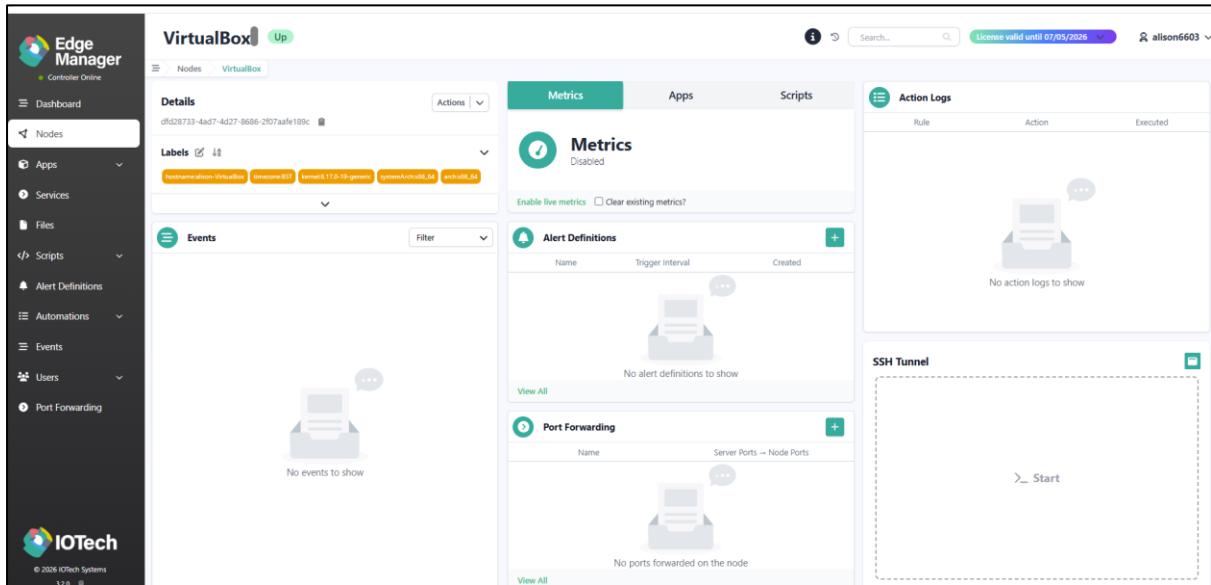 Edge
Manager
Controller Online
Dashboard
Nodes
Apps
Services
Files
Scripts
Alert Definitions
Automations
Events
Users
Port Forwarding
IOTech
© 2026 IOTech Systems
3.2.0
VirtualBox Up
Search...
License valid until 07/05/2026
alison6603
Nodes VirtualBox
Details
Actions
dfd28733-4ad7-4d27-8686-2f07aafe189c
Labels
hostname:alison-VirtualBox timezone:BST kernel:6.17.0-19-generic systemArch:x86_64 arch:x86_64
Events
Filter
No events to show
Metrics Apps Scripts
Metrics
Disabled
Enable live metrics Clear existing metrics?
Alert Definitions
Name Trigger Interval Created
No alert definitions to show
View All
Port Forwarding
Name Server Ports → Node Ports
No ports forwarded on the node
View All
Action Logs
Rule Action Executed
No action logs to show
SSH Tunnel
>_ Start